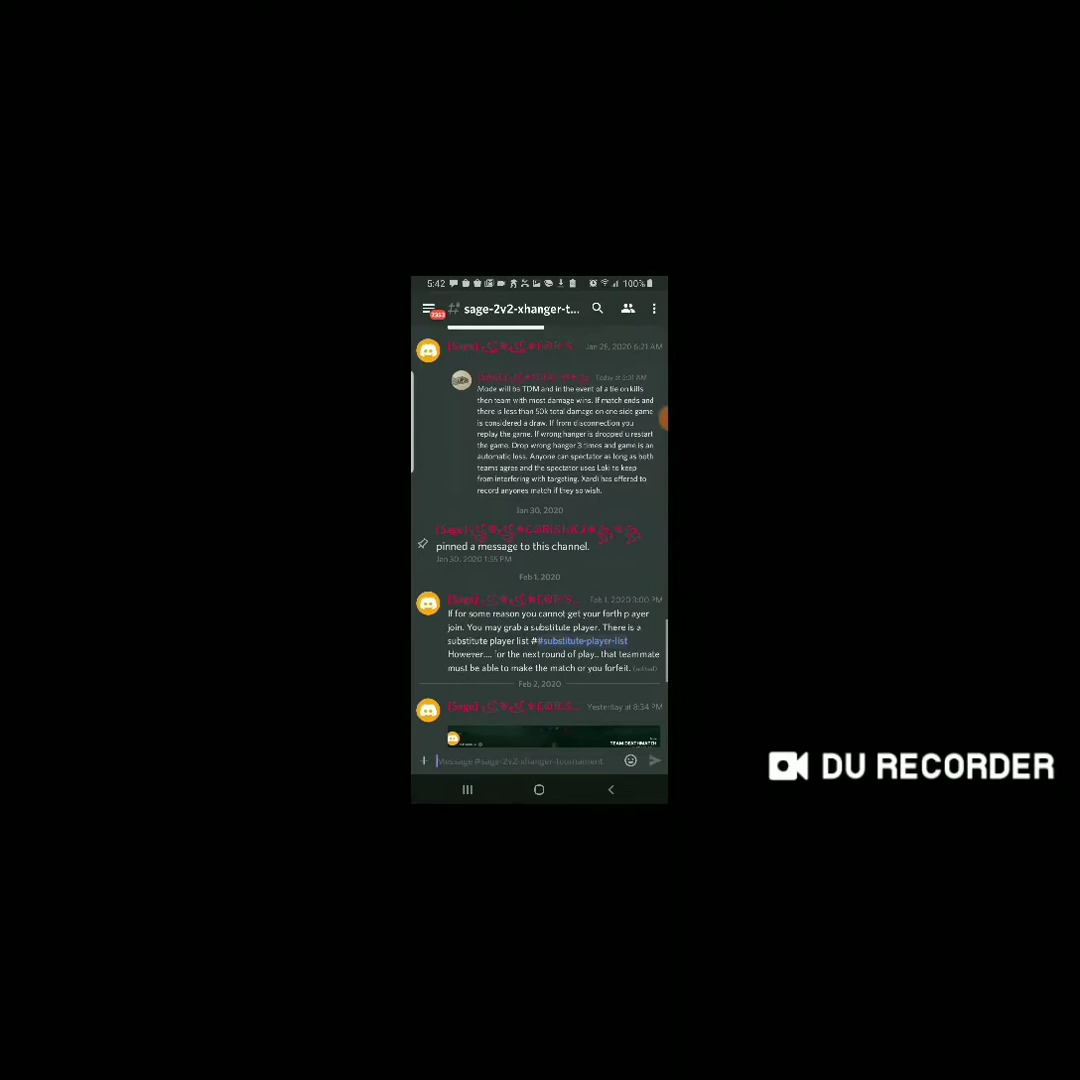 5:42
100%
# sage-2v2-xhanger-t...
[Sage]
Jan 28, 2020 6:21 AM
Mode will be TDM and in the event of a tie on kills
then team with most damage wins. If match ends and
there is less than 50k total damage on one side game
is considered a draw. If from disconnection you
replay the game. If wrong hanger is dropped u restart
the game. Drop wrong hanger 3 times and game is an
automatic loss. Anyone can spectator as long as both
teams agree and the spectator uses Loki to keep
from interfering with targeting. Xardi has offered to
record anyones match if they so wish.
Jan 30, 2020
[Sage]
pinned a message to this channel.
Jan 30, 2020
Feb 1, 2020
[Sage]
Feb 1, 2020 3:00 PM
If for some reason you cannot get your forth player
join. You may grab a substitute player. There is a
substitute player list ##substitute-player-list
However.... for the next round of play.. that teammate
must be able to make the match or you forfeit. (edited)
Feb 2, 2020
[Sage]
Yesterday at 8:34 PM
TEAM DEATHMATCH
Message #sage-2v2-xhanger-tournament
DU RECORDER